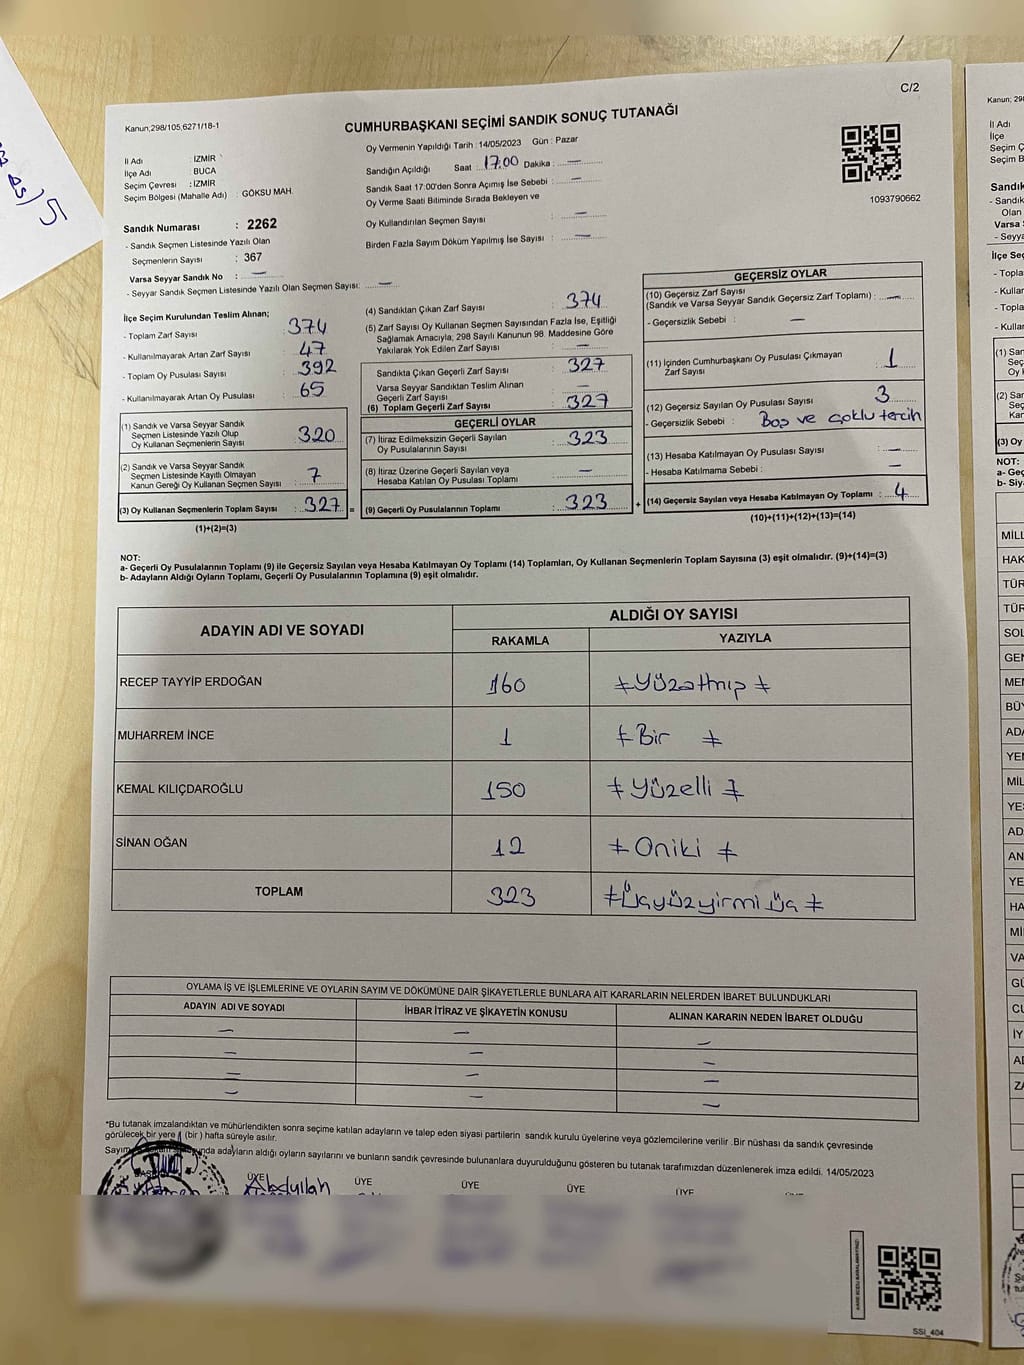 C/2
Kanun;298/105,6271/18-1
CUMHURBAŞKANI SEÇİMİ SANDIK SONUÇ TUTANAĞI
İl Adı : İZMİR
İlçe Adı : BUCA
Seçim Çevresi : İZMİR
Seçim Bölgesi (Mahalle Adı) : GÖKSU MAH.
Sandık Numarası : 2262
- Sandık Seçmen Listesinde Yazılı Olan
Seçmenlerin Sayısı : 367
Varsa Seyyar Sandık No : —
- Seyyar Sandık Seçmen Listesinde Yazılı Olan Seçmen Sayısı: —
Oy Vermenin Yapıldığı Tarih : 14/05/2023 Gün : Pazar
Sandığın Açıldığı Saat : 17.00 Dakika : —
Sandık Saat 17:00'den Sonra Açımış İse Sebebi : —
Oy Verme Saati Bitiminde Sırada Bekleyen ve
Oy Kullandırılan Seçmen Sayısı : —
Birden Fazla Sayım Döküm Yapılmış İse Sayısı : —
1093790662
İlçe Seçim Kurulundan Teslim Alınan;
- Toplam Zarf Sayısı : 374
- Kullanılmayarak Artan Zarf Sayısı : 47
- Toplam Oy Pusulası Sayısı : 392
- Kullanılmayarak Artan Oy Pusulası : 65
(1) Sandık ve Varsa Seyyar Sandık
Seçmen Listesinde Yazılı Olup
Oy Kullanan Seçmenlerin Sayısı : 320
(2) Sandık ve Varsa Seyyar Sandık
Seçmen Listesinde Kayıtlı Olmayan
Kanun Gereği Oy Kullanan Seçmen Sayısı : 7
(3) Oy Kullanan Seçmenlerin Toplam Sayısı : 327 =
(1)+(2)=(3)
(4) Sandıktan Çıkan Zarf Sayısı : 374
(5) Zarf Sayısı Oy Kullanan Seçmen Sayısından Fazla İse, Eşitliği
Sağlamak Amacıyla; 298 Sayılı Kanunun 98. Maddesine Göre
Yakılarak Yok Edilen Zarf Sayısı : —
Sandıkta Çıkan Geçerli Zarf Sayısı : 327
Varsa Seyyar Sandıktan Teslim Alınan
Geçerli Zarf Sayısı : —
(6) Toplam Geçerli Zarf Sayısı : 327
GEÇERLİ OYLAR
(7) İtiraz Edilmeksizin Geçerli Sayılan
Oy Pusulası Sayısı : 323
(8) İtiraz Üzerine Geçerli Sayılan veya
Hesaba Katılan Oy Pusulası Toplamı : —
(9) Geçerli Oy Pusulalarının Toplamı : 323 +
GEÇERSİZ OYLAR
(10) Geçersiz Zarf Sayısı
(Sandık ve Varsa Seyyar Sandık Geçersiz Zarf Toplamı) : —
- Geçersizlik Sebebi : —
(11) İçinden Cumhurbaşkanı Oy Pusulası Çıkmayan
Zarf Sayısı : 1
(12) Geçersiz Sayılan Oy Pusulası Sayısı : 3
- Geçersizlik Sebebi : Boş ve çoklu tercih
(13) Hesaba Katılmayan Oy Pusulası Sayısı : —
- Hesaba Katılmama Sebebi : —
(14) Geçersiz Sayılan veya Hesaba Katılmayan Oy Toplamı : 4
(10)+(11)+(12)+(13)=(14)
NOT:
a- Geçerli Oy Pusulalarının Toplamı (9) ile Geçersiz Sayılan veya Hesaba Katılmayan Oy Toplamı (14) Toplamları, Oy Kullanan Seçmenlerin Toplam Sayısına (3) eşit olmalıdır. (9)+(14)=(3)
b- Adayların Aldığı Oyların Toplamı, Geçerli Oy Pusulalarının Toplamına (9) eşit olmalıdır.
ADAYIN ADI VE SOYADI
ALDIĞI OY SAYISI
RAKAMLA YAZIYLA
RECEP TAYYİP ERDOĞAN 160 ≠Yüzatmış≠
MUHARREM İNCE 1 ≠Bir ≠
KEMAL KILIÇDAROĞLU 150 ≠Yüzelli≠
SİNAN OĞAN 12 ≠Oniki≠
TOPLAM 323 ≠Üçyüzyirmi üç≠
OYLAMA İŞ VE İŞLEMLERİNE VE OYLARIN SAYIM VE DÖKÜMÜNE DAİR ŞİKAYETLERLE BUNLARA AİT KARARLARIN NELERDEN İBARET BULUNDUKLARI
ADAYIN ADI VE SOYADI İHBAR İTİRAZ VE ŞİKAYETİN KONUSU ALINAN KARARIN NEDEN İBARET OLDUĞU
*Bu tutanak imzalandıktan ve mühürlendikten sonra seçime katılan adayların ve talep eden siyasi partilerin sandık kurulu üyelerine veya gözlemcilerine verilir .Bir nüshası da sandık çevresinde
görülecek bir yere 1 (bir ) hafta süreyle asılır.
adayların aldığı oyların sayılarını ve bunların sandık çevresinde bulunanlara duyurulduğunu gösteren bu tutanak tarafımızdan düzenlenerek imza edildi. 14/05/2023
ÜYE ÜYE ÜYE ÜYE ÜYE
Abdullah
SSI_404